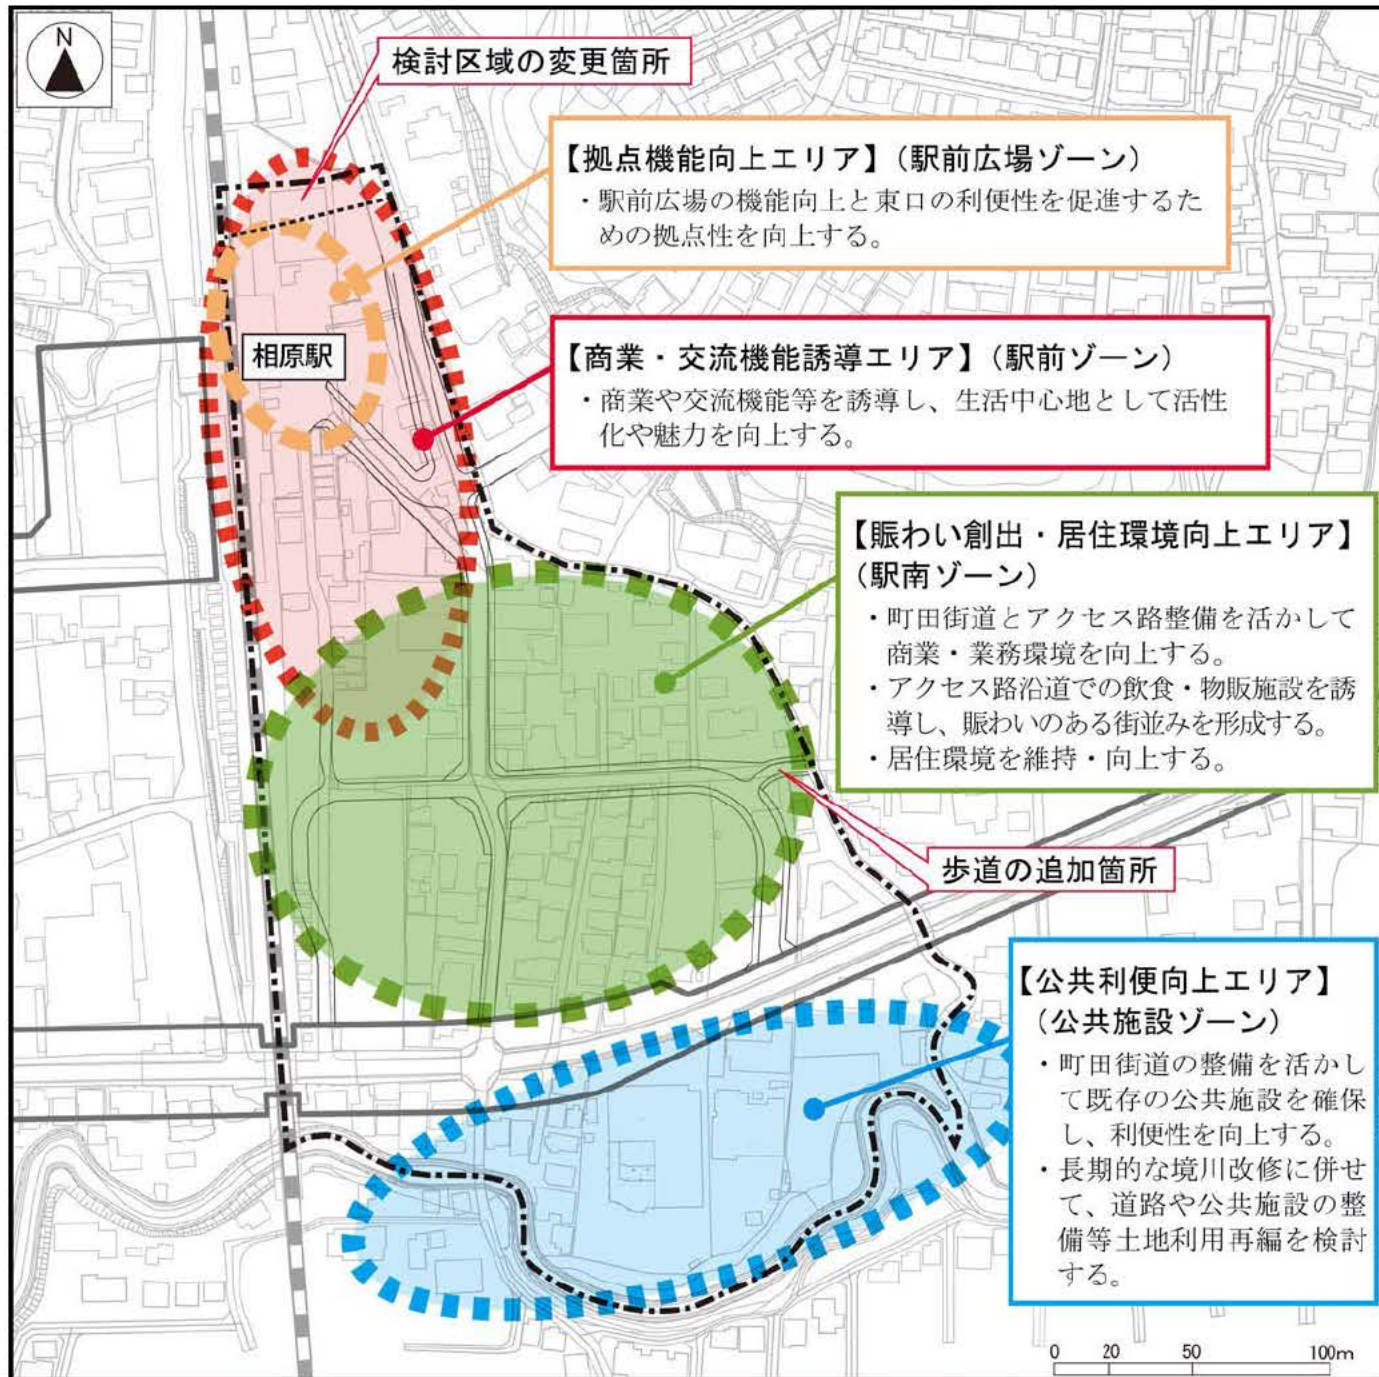 N
検討区域の変更箇所
【拠点機能向上エリア】(駅前広場ゾーン)
・駅前広場の機能向上と東口の利便性を促進するた
めの拠点性を向上する。
相原駅
【商業・交流機能誘導エリア】(駅前ゾーン)
・商業や交流機能等を誘導し、生活中心地として活性
化や魅力を向上する。
【賑わい創出・居住環境向上エリア】
(駅南ゾーン)
・町田街道とアクセス路整備を活かして
商業・業務環境を向上する。
・アクセス路沿道での飲食・物販施設を誘
導し、賑わいのある街並みを形成する。
・居住環境を維持・向上する。
歩道の追加箇所
【公共利便向上エリア】
(公共施設ゾーン)
・町田街道の整備を活かし
て既存の公共施設を確保
し、利便性を向上する。
・長期的な境川改修に併せ
て、道路や公共施設の整
備等土地利用再編を検討
する。
0 20 50 100m